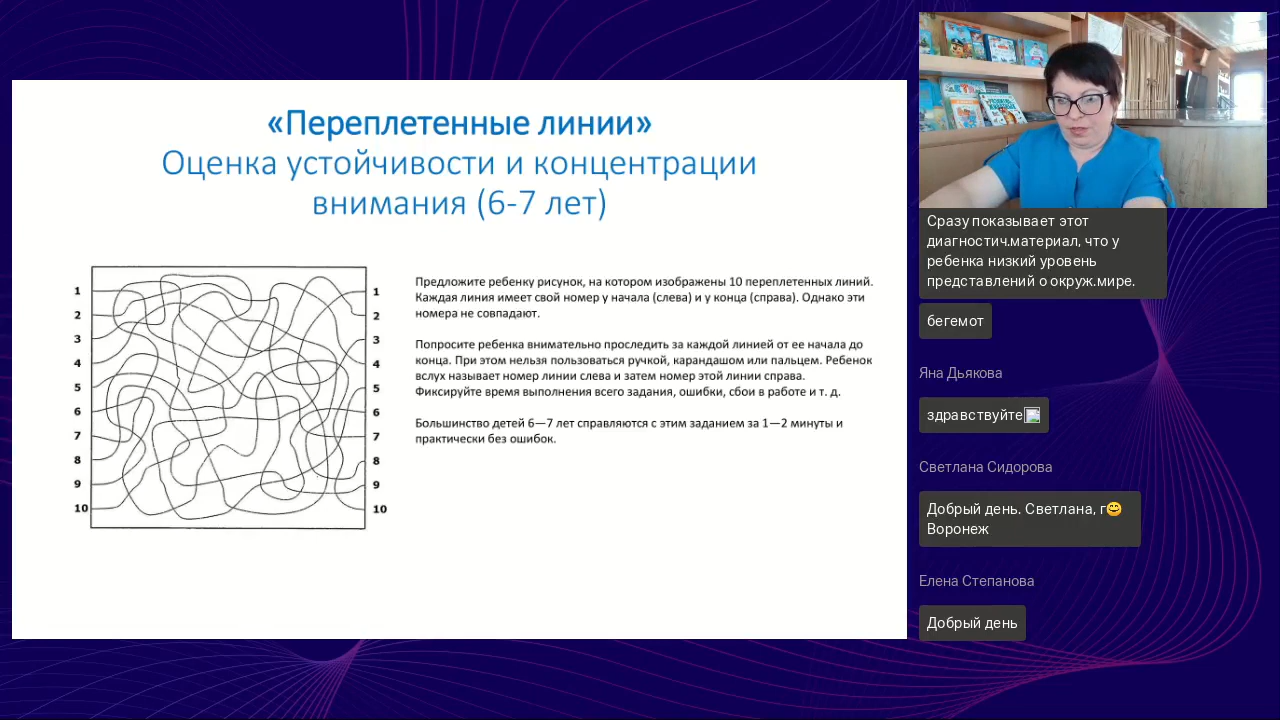 «Переплетенные линии»
Оценка устойчивости и концентрации
внимания (6-7 лет)
1
2
3
4
5
6
7
8
9
10
1
2
3
4
5
6
7
8
9
10
Предложите ребенку рисунок, на котором изображены 10 переплетенных линий.
Каждая линия имеет свой номер у начала (слева) и у конца (справа). Однако эти
номера не совпадают.
Попросите ребенка внимательно проследить за каждой линией от ее начала до
конца. При этом нельзя пользоваться ручкой, карандашом или пальцем. Ребенок
вслух называет номер линии слева и затем номер этой линии справа.
Фиксируйте время выполнения всего задания, ошибки, сбои в работе и т. д.
Большинство детей 6—7 лет справляются с этим заданием за 1—2 минуты и
практически без ошибок.
Сразу показывает этот
диагностич.материал, что у
ребенка низкий уровень
представлений о окруж.мире.
бегемот
Яна Дьякова
здравствуйте
Светлана Сидорова
Добрый день. Светлана, г😊
Воронеж
Елена Степанова
Добрый день